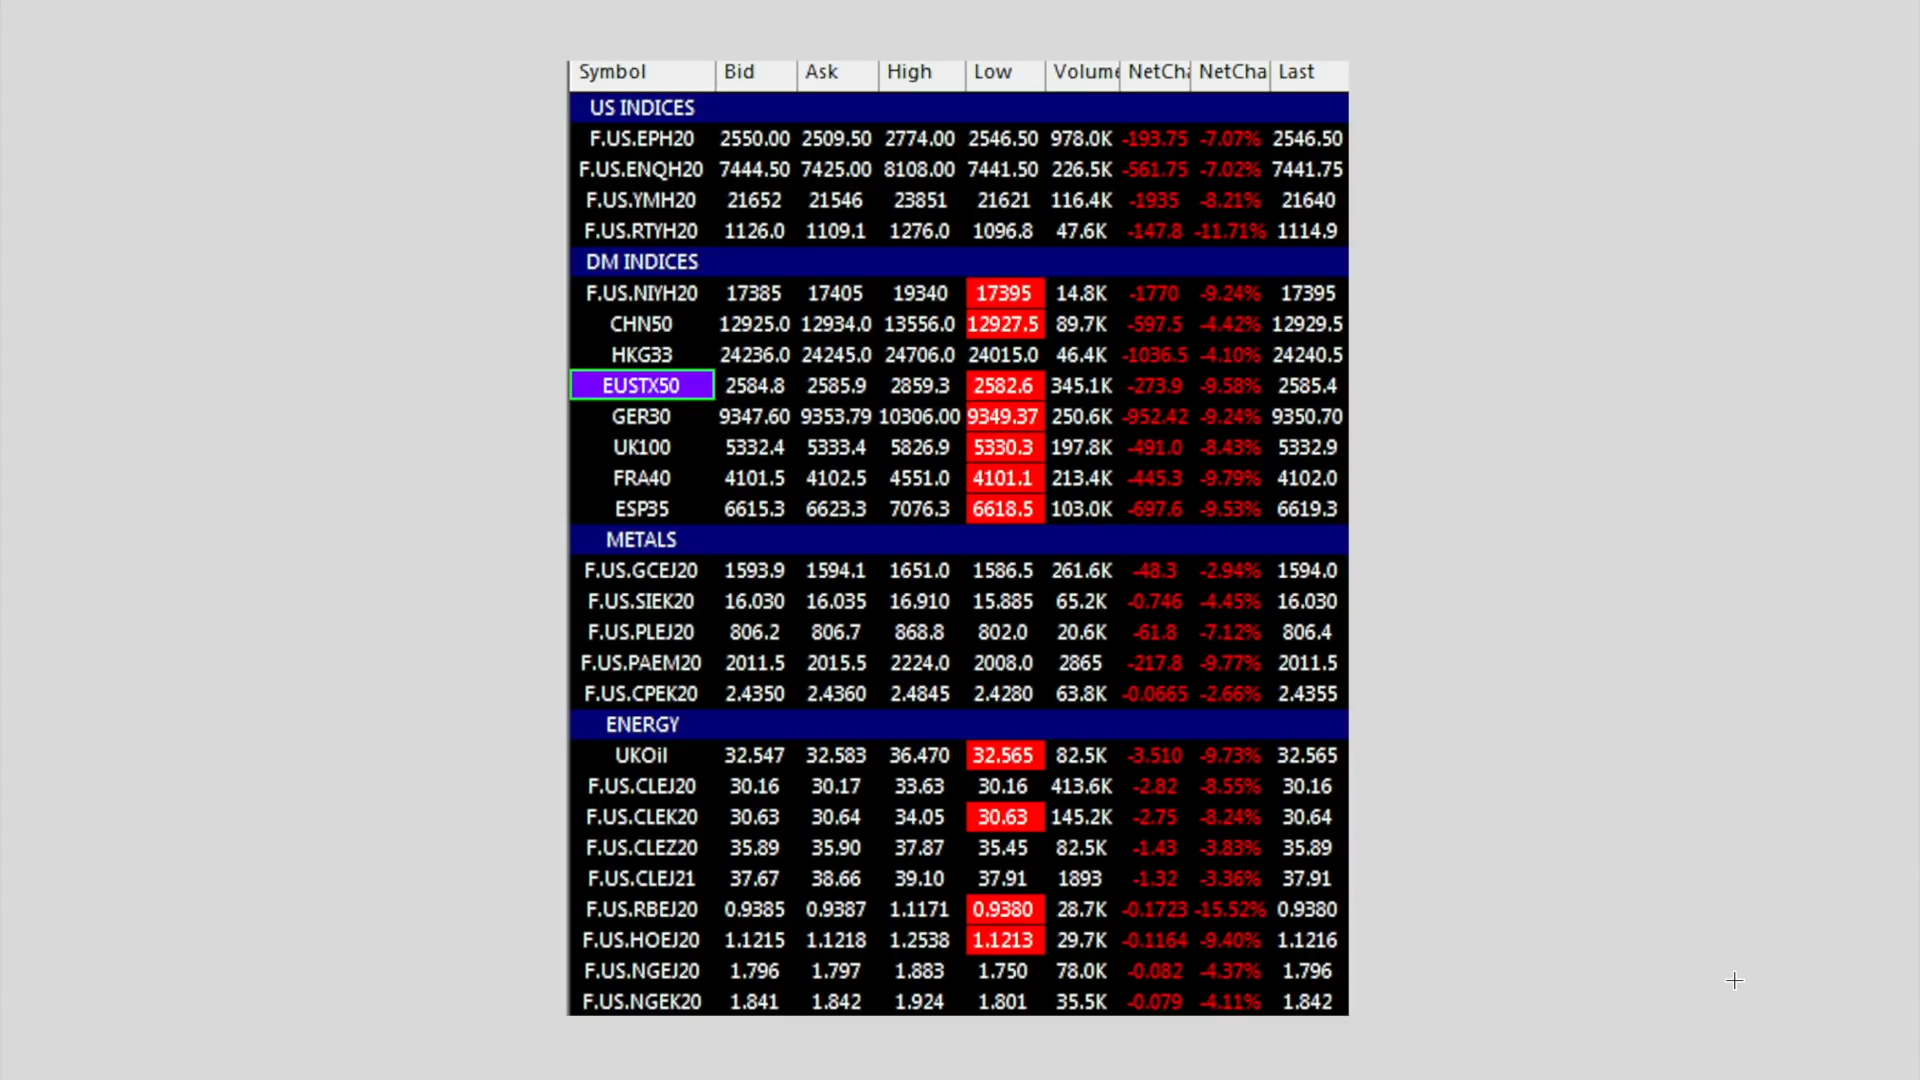 Symbol Bid Ask High Low Volume NetCha NetCha Last
US INDICES
F.US.EPH20 2550.00 2509.50 2774.00 2546.50 978.0K -193.75 -7.07% 2546.50
F.US.ENQH20 7444.50 7425.00 8108.00 7441.50 226.5K -561.75 -7.02% 7441.75
F.US.YMH20 21652 21546 23851 21621 116.4K -1935 -8.21% 21640
F.US.RTYH20 1126.0 1109.1 1276.0 1096.8 47.6K -147.8 -11.71% 1114.9
DM INDICES
F.US.NIYH20 17385 17405 19340 17395 14.8K -1770 -9.24% 17395
CHN50 12925.0 12934.0 13556.0 12927.5 89.7K -597.5 -4.42% 12929.5
HKG33 24236.0 24245.0 24706.0 24015.0 46.4K -1036.5 -4.10% 24240.5
EUSTX50 2584.8 2585.9 2859.3 2582.6 345.1K -273.9 -9.58% 2585.4
GER30 9347.60 9353.79 10306.00 9349.37 250.6K -952.42 -9.24% 9350.70
UK100 5332.4 5333.4 5826.9 5330.3 197.8K -491.0 -8.43% 5332.9
FRA40 4101.5 4102.5 4551.0 4101.1 213.4K -445.3 -9.79% 4102.0
ESP35 6615.3 6623.3 7076.3 6618.5 103.0K -697.6 -9.53% 6619.3
METALS
F.US.GCEJ20 1593.9 1594.1 1651.0 1586.5 261.6K -48.3 -2.94% 1594.0
F.US.SIEK20 16.030 16.035 16.910 15.885 65.2K -0.746 -4.45% 16.030
F.US.PLEJ20 806.2 806.7 868.8 802.0 20.6K -61.8 -7.12% 806.4
F.US.PAEM20 2011.5 2015.5 2224.0 2008.0 2865 -217.8 -9.77% 2011.5
F.US.CPEK20 2.4350 2.4360 2.4845 2.4280 63.8K -0.0665 -2.66% 2.4355
ENERGY
UKOil 32.547 32.583 36.470 32.565 82.5K -3.510 -9.73% 32.565
F.US.CLEJ20 30.16 30.17 33.63 30.16 413.6K -2.82 -8.55% 30.16
F.US.CLEK20 30.63 30.64 34.05 30.63 145.2K -2.75 -8.24% 30.64
F.US.CLEZ20 35.89 35.90 37.87 35.45 82.5K -1.43 -3.83% 35.89
F.US.CLEJ21 37.67 38.66 39.10 37.91 1893 -1.32 -3.36% 37.91
F.US.RBEJ20 0.9385 0.9387 1.1171 0.9380 28.7K -0.1723 -15.52% 0.9380
F.US.HOEJ20 1.1215 1.1218 1.2538 1.1213 29.7K -0.1164 -9.40% 1.1216
F.US.NGEJ20 1.796 1.797 1.883 1.750 78.0K -0.082 -4.37% 1.796
F.US.NGEK20 1.841 1.842 1.924 1.801 35.5K -0.079 -4.11% 1.842